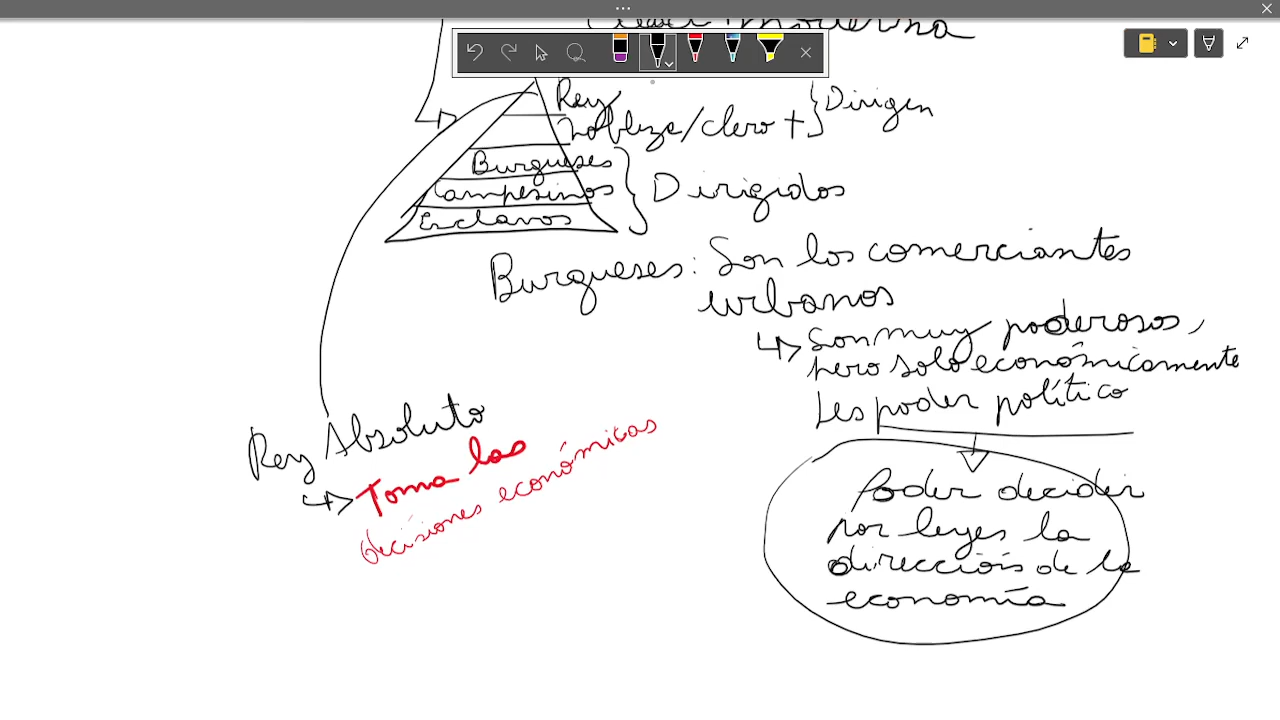 Moderna
Rey
Nobleza/clero +
} Dirigen
Burgueses
Campesinos
Esclavos
} Dirigidos
Burgueses: Son los comerciantes
urbanos
↳ Son muy poderosos,
pero solo económicamente
Les poder político
Poder decidir
por leyes la
dirección de la
economía
Rey Absoluto
↳ Toma las
decisiones económicas